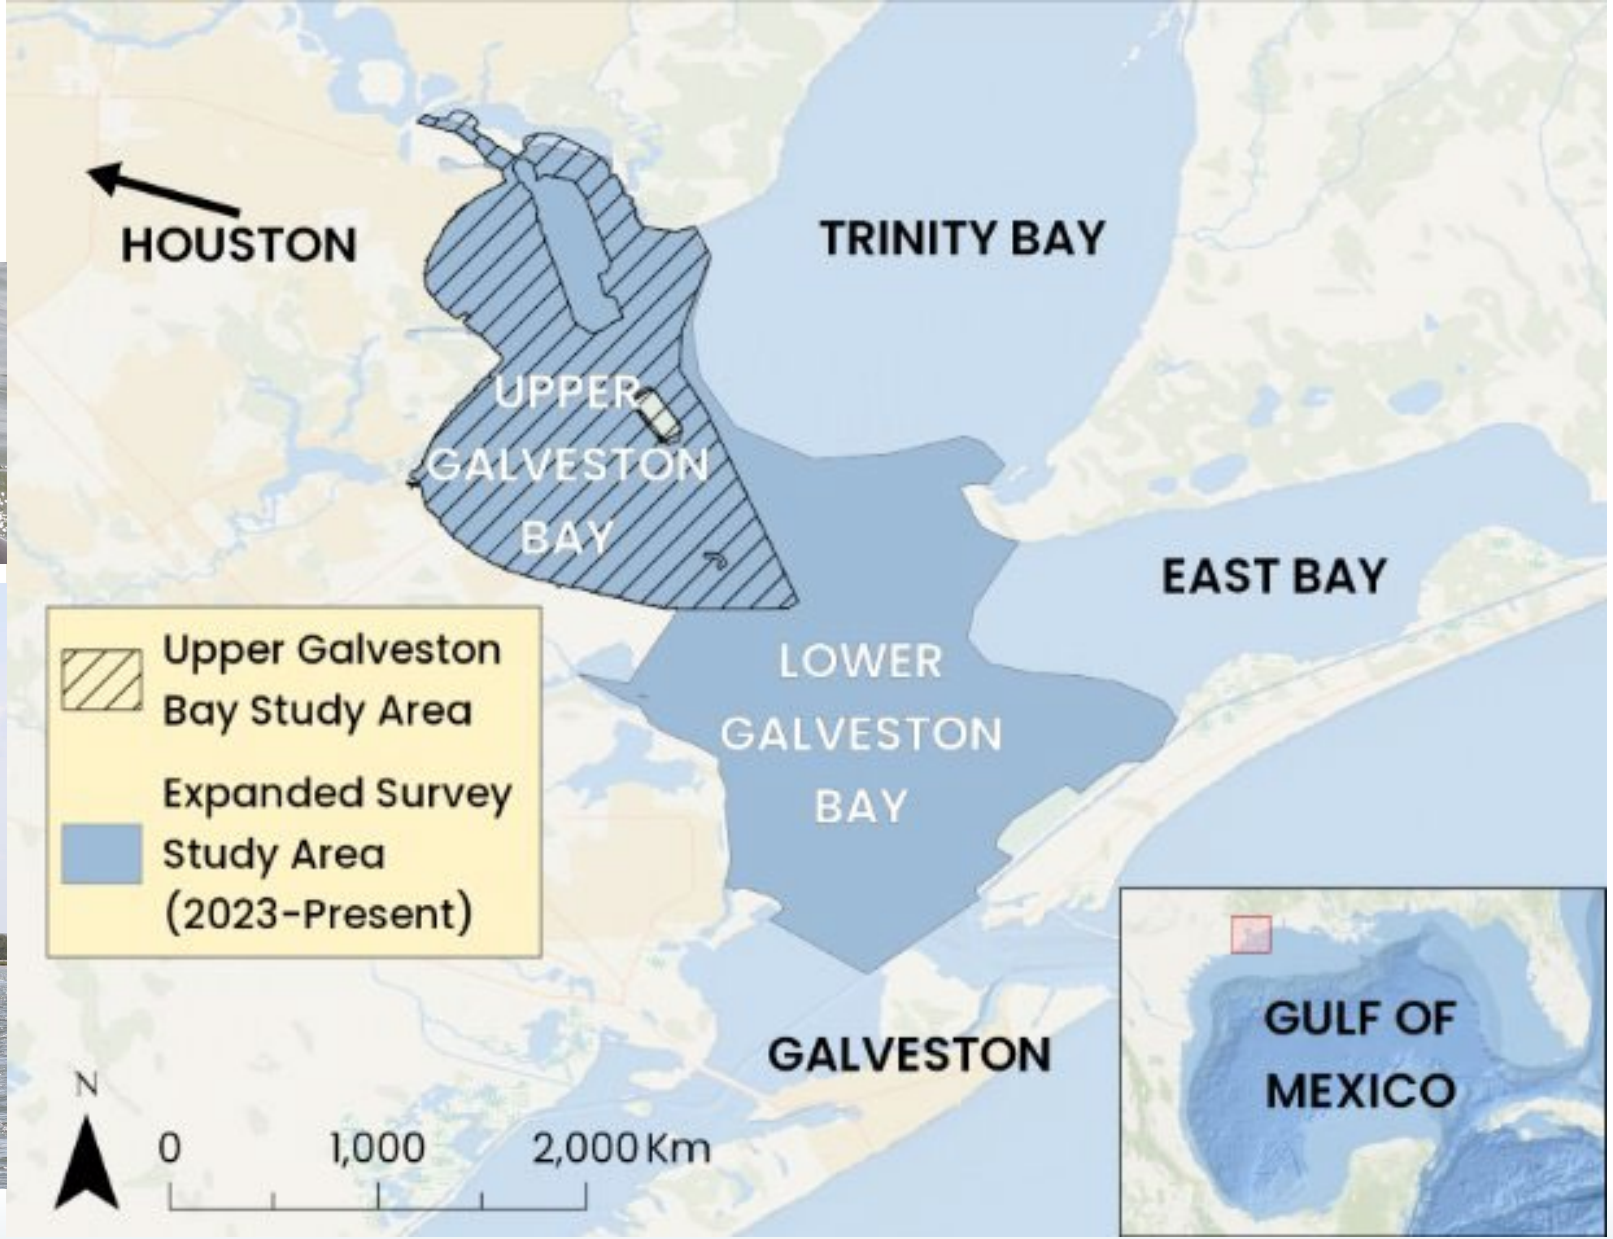 TRINITY BAY
HOUSTON
UPPER
GALVESTON
BAY
EAST BAY
LOWER
GALVESTON
BAY
Upper Galveston
Bay Study Area
Expanded Survey
Study Area
(2023-Present)
GALVESTON
GULF OF
MEXICO
N
0 1,000 2,000 Km